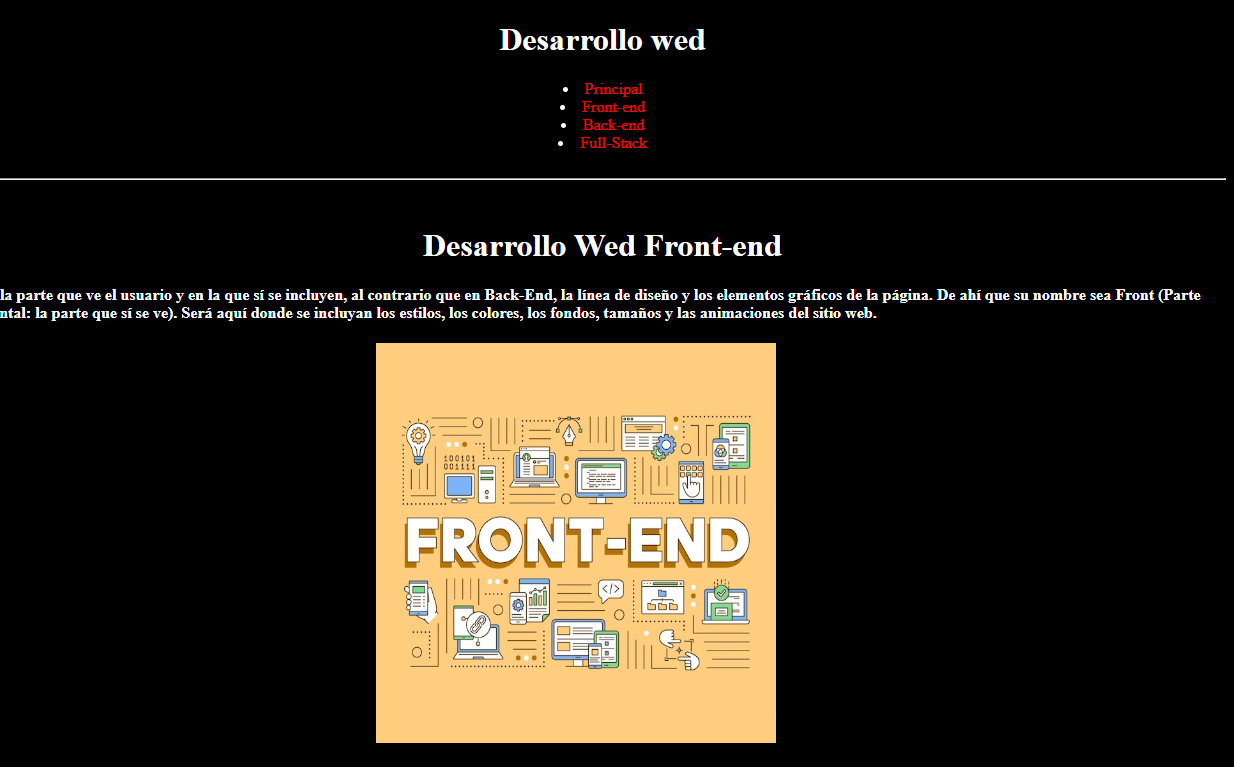 Desarrollo wed
Principal
Front-end
Back-end
Full-Stack
Desarrollo Wed Front-end
la parte que ve el usuario y en la que sí se incluyen, al contrario que en Back-End, la línea de diseño y los elementos gráficos de la página. De ahí que su nombre sea Front (Parte
ntal: la parte que sí se ve). Será aquí donde se incluyan los estilos, los colores, los fondos, tamaños y las animaciones del sitio web.
100101
001111
FRONT-END
</>